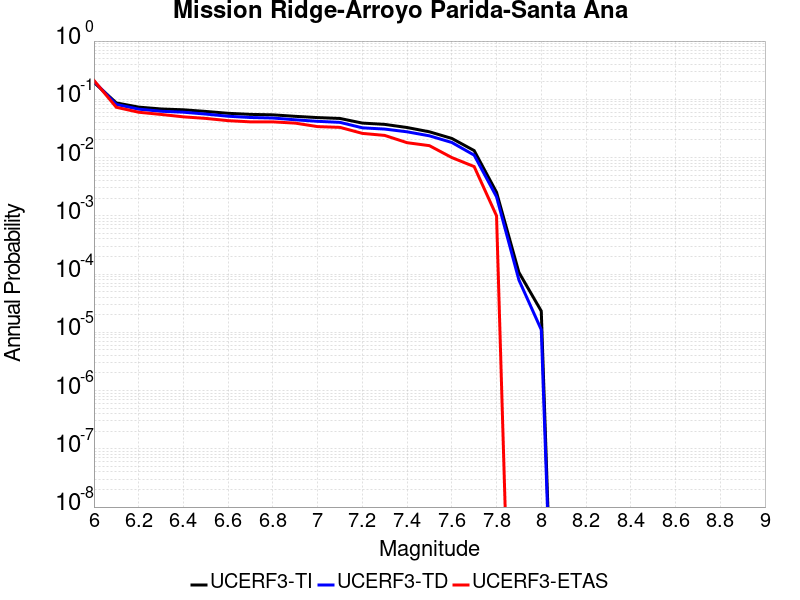 Mission Ridge-Arroyo Parida-Santa Ana
10^0
10^-1
10^-2
10^-3
10^-4
10^-5
10^-6
10^-7
10^-8
Annual Probability
6 6.2 6.4 6.6 6.8 7 7.2 7.4 7.6 7.8 8 8.2 8.4 8.6 8.8 9
Magnitude
UCERF3-TI UCERF3-TD UCERF3-ETAS